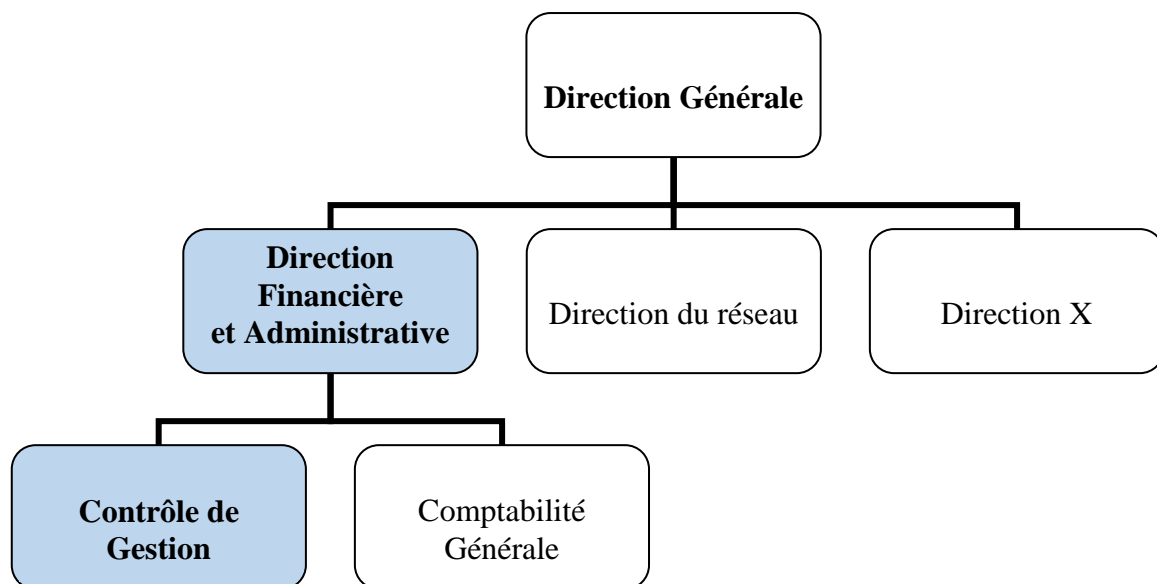 Direction Générale
Direction
Financière
et Administrative
Direction du réseau
Direction X
Contrôle de
Gestion
Comptabilité
Générale